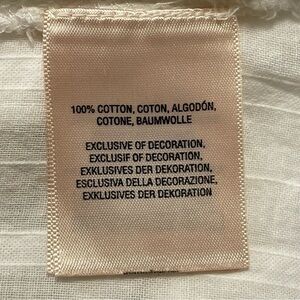 100% COTTON, COTON, ALGODÓN,
COTONE, BAUMWOLLE
EXCLUSIVE OF DECORATION,
EXCLUSIF OF DECORATION,
EXKLUSIVES DER DEKORATION,
ESCLUSIVA DELLA DECORAZIONE,
EXKLUSIVES DER DEKORATION